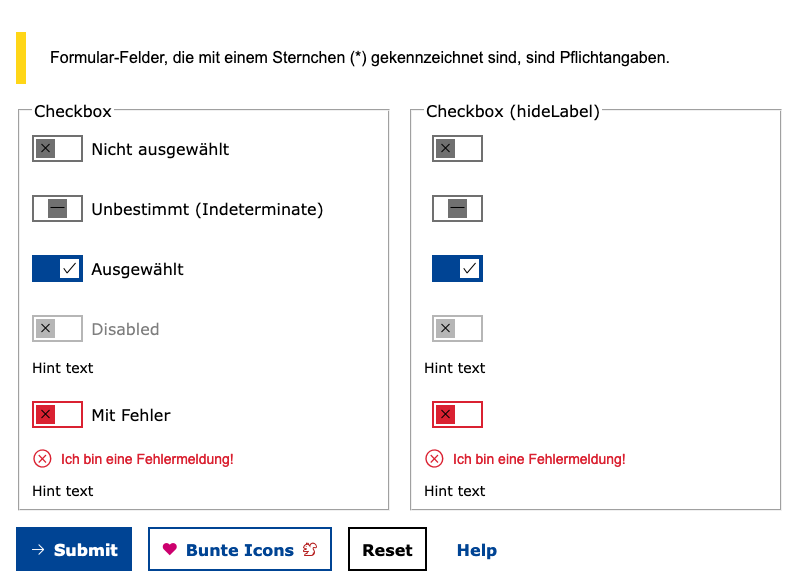 Formular-Felder, die mit einem Sternchen (*) gekennzeichnet sind, sind Pflichtangaben.
Checkbox
Nicht ausgewählt
Unbestimmt (Indeterminate)
Ausgewählt
Disabled
Hint text
Mit Fehler
Ich bin eine Fehlermeldung!
Hint text
Checkbox (hideLabel)
Hint text
Ich bin eine Fehlermeldung!
Hint text
Submit
Bunte Icons
Reset
Help